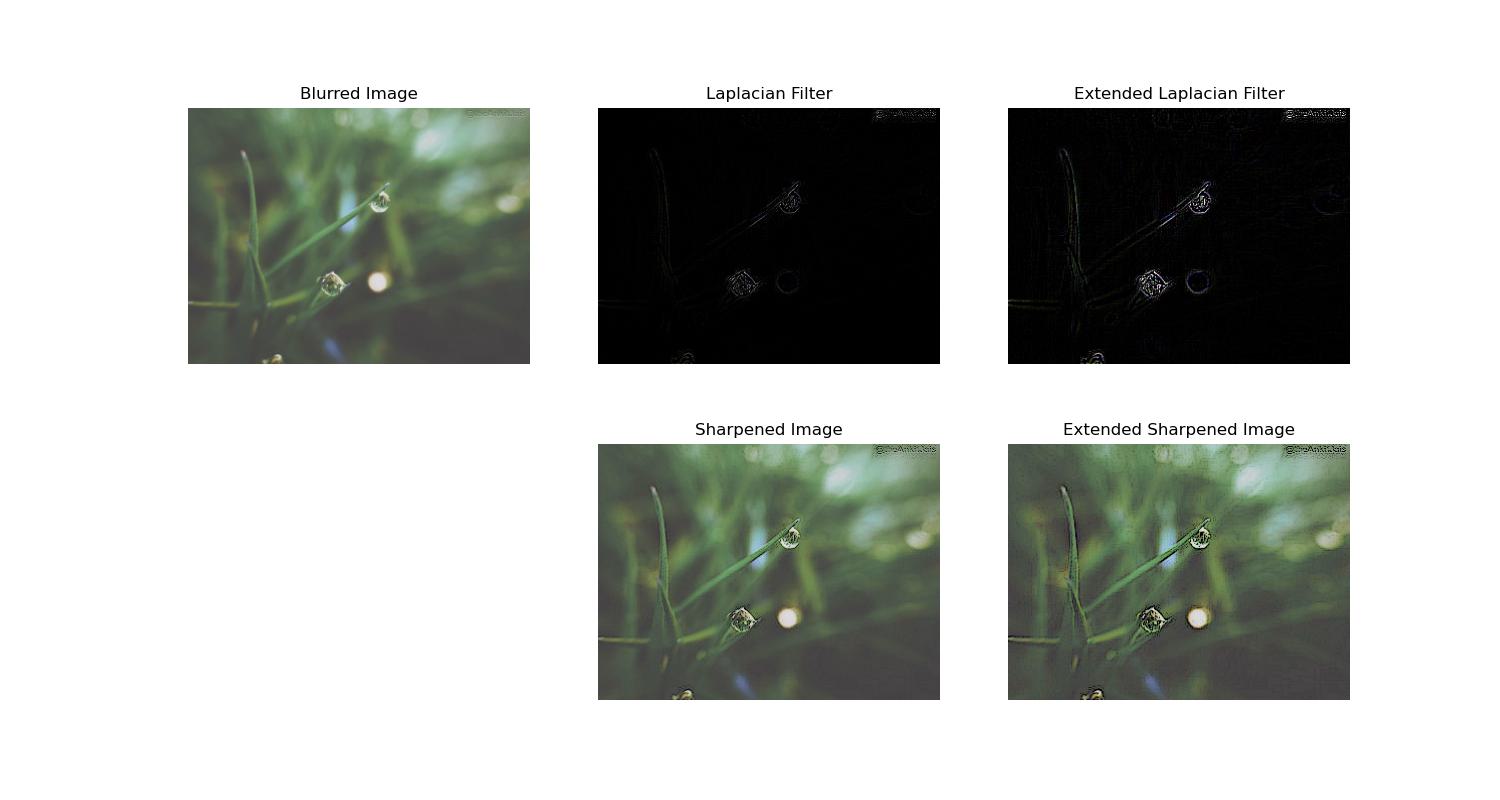 Blurred Image
Laplacian Filter
Extended Laplacian Filter
Sharpened Image
Extended Sharpened Image